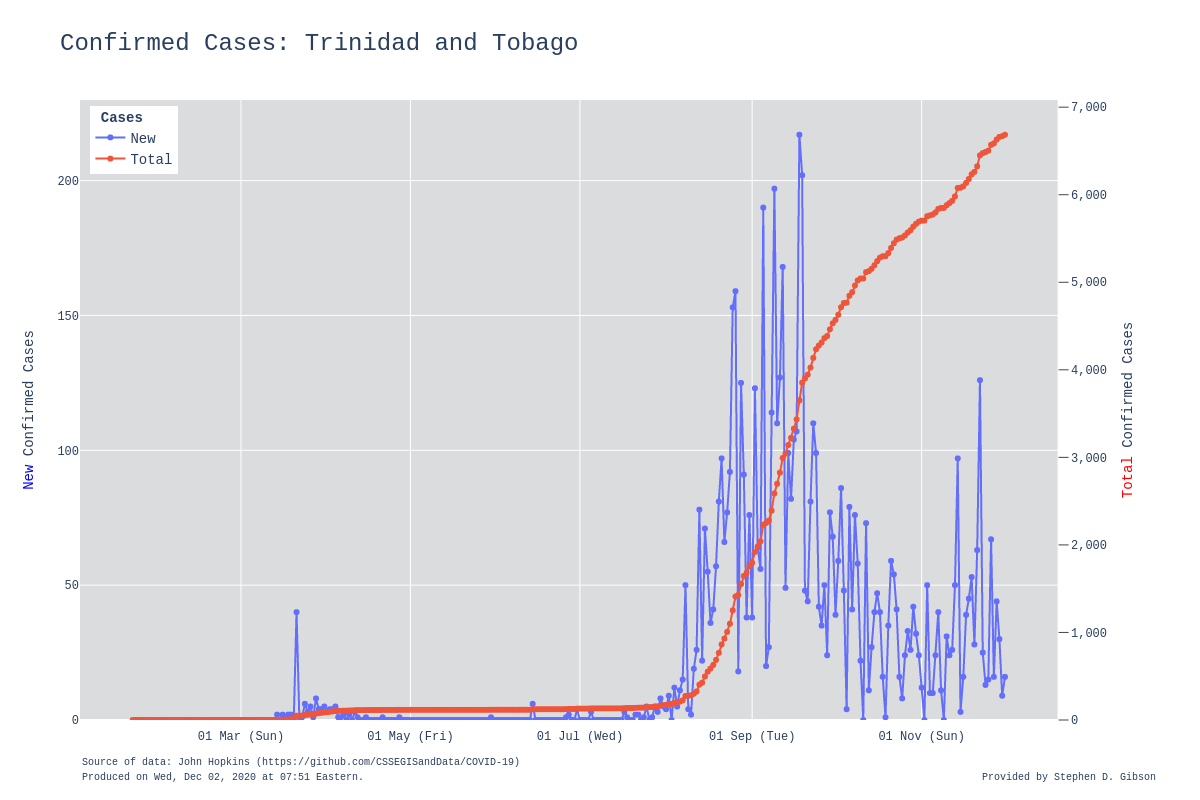 Confirmed Cases: Trinidad and Tobago
Cases
New
Total
200
150
100
50
0
New Confirmed Cases
7,000
6,000
5,000
4,000
3,000
2,000
1,000
0
Total Confirmed Cases
01 Mar (Sun)
01 May (Fri)
01 Jul (Wed)
01 Sep (Tue)
01 Nov (Sun)
Source of data: John Hopkins (https://github.com/CSSEGISandData/COVID-19)
Produced on Wed, Dec 02, 2020 at 07:51 Eastern.
Provided by Stephen D. Gibson